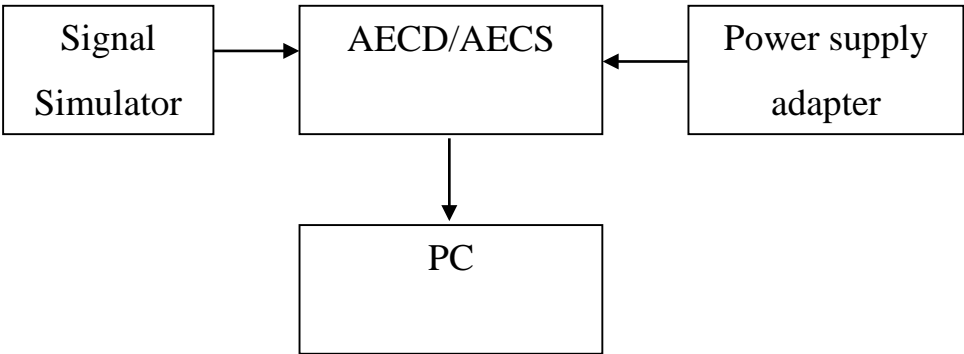 Signal
Simulator
AECD/AECS
Power supply
adapter
PC